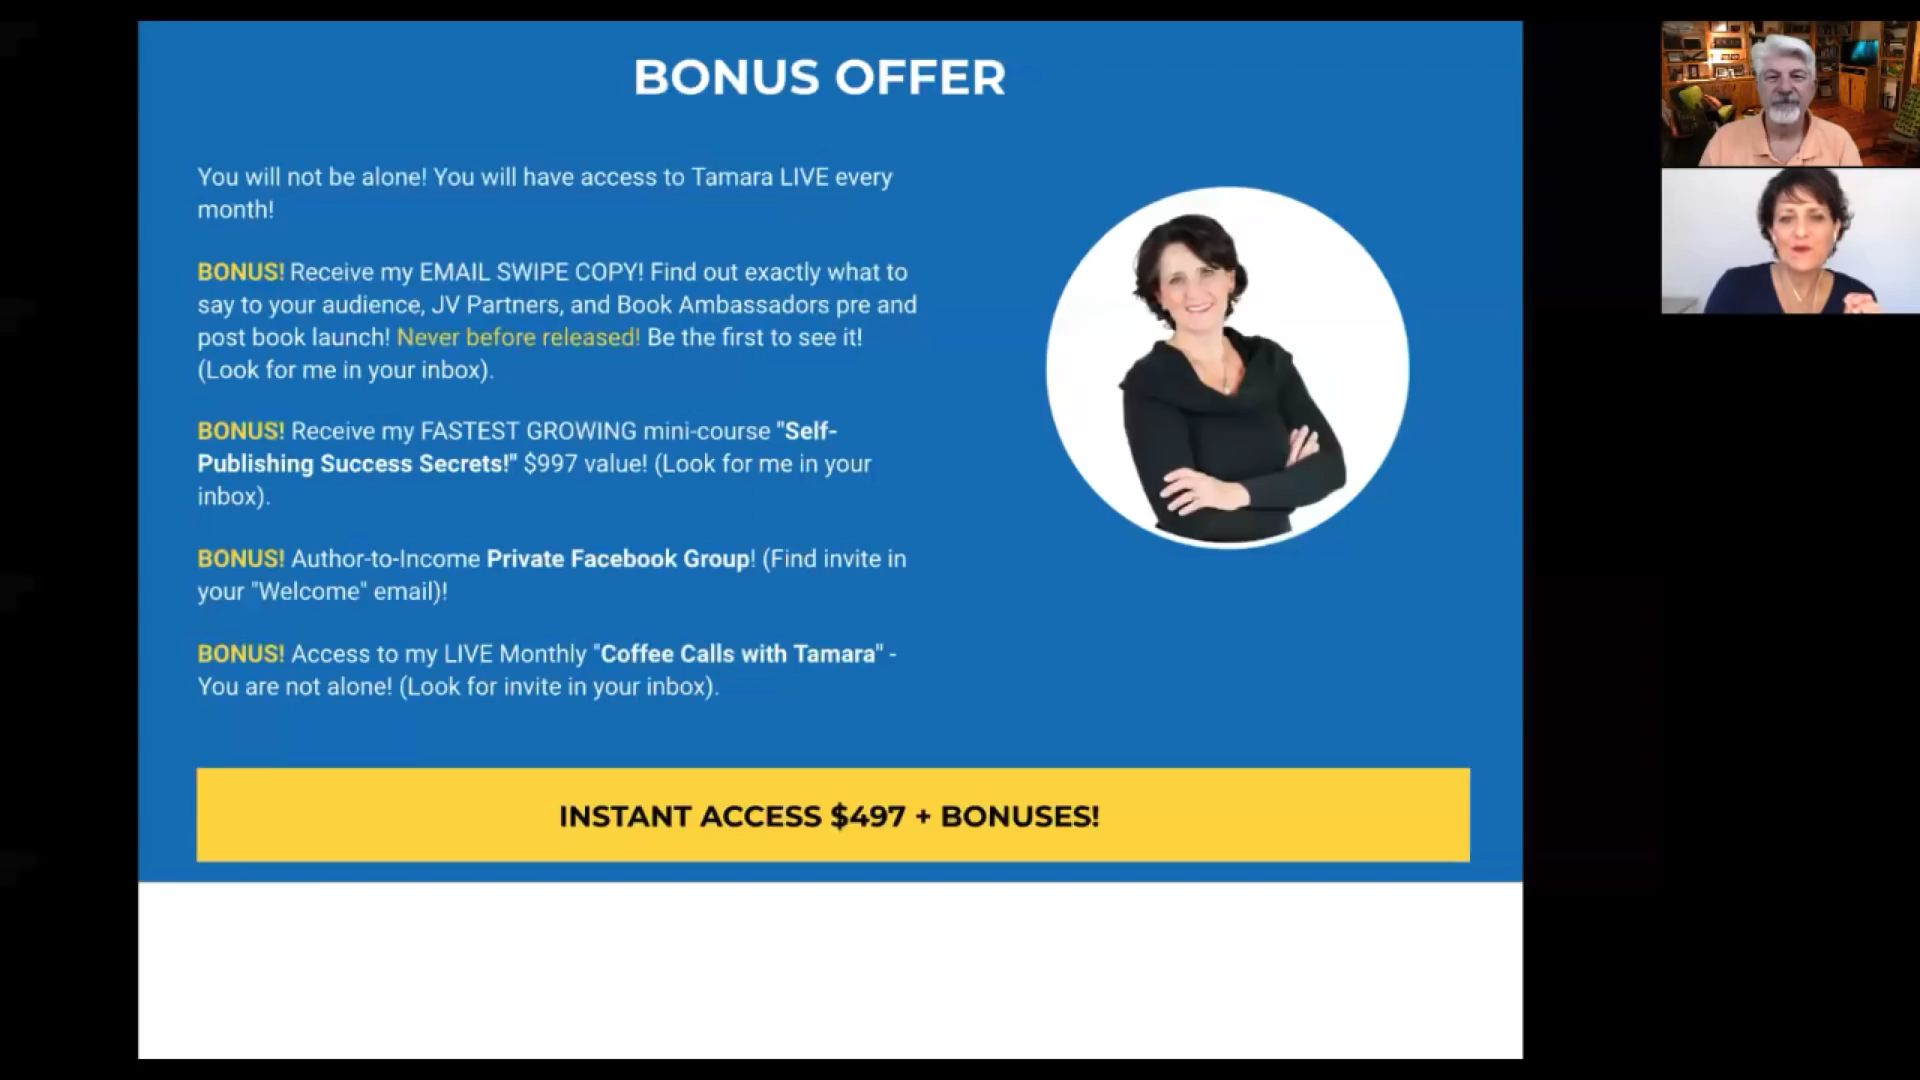 BONUS OFFER
You will not be alone! You will have access to Tamara LIVE every
month!
BONUS! Receive my EMAIL SWIPE COPY! Find out exactly what to
say to your audience, JV Partners, and Book Ambassadors pre and
post book launch! Never before released! Be the first to see it!
(Look for me in your inbox).
BONUS! Receive my FASTEST GROWING mini-course "Self-
Publishing Success Secrets!" $997 value! (Look for me in your
inbox).
BONUS! Author-to-Income Private Facebook Group! (Find invite in
your "Welcome" email)!
BONUS! Access to my LIVE Monthly "Coffee Calls with Tamara" -
You are not alone! (Look for invite in your inbox).
INSTANT ACCESS $497 + BONUSES!